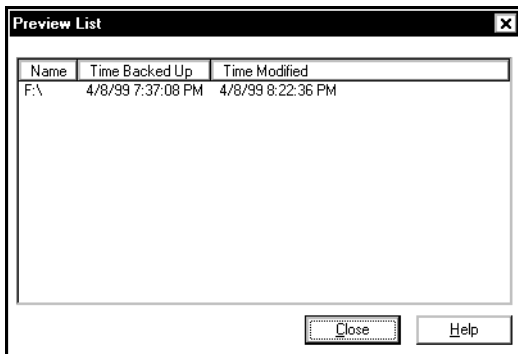 Preview List
Name Time Backed Up Time Modified
F:\ 4/8/99 7:37:08 PM 4/8/99 8:22:36 PM
Close Help